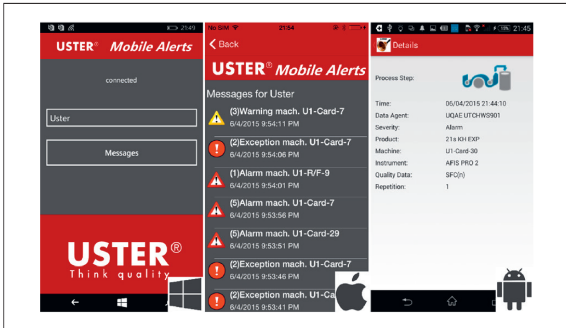 21:49
USTER® Mobile Alerts
connected
Uster
Messages
USTER®
Think quality
No SIM
21:54
Back
USTER® Mobile Alerts
Messages for Uster
(3)Warning mach. U1-Card-7
6/4/2015 9:54:11 PM
(2)Exception mach. U1-Card-7
6/4/2015 9:54:06 PM
(1)Alarm mach. U1-R/F-9
6/4/2015 9:54:01 PM
(5)Alarm mach. U1-Card-7
6/4/2015 9:53:56 PM
(5)Alarm mach. U1-Card-29
6/4/2015 9:53:51 PM
(2)Exception mach. U1-Card-7
6/4/2015 9:53:46 PM
(2)Exception mach. U1-Ca
6/4/2015 9:53:41 PM
21:45
Details
Process Step:
Time: 06/04/2015 21:44:10
Data Agent: UQAE UTCHWS901
Severity: Alarm
Product: 21s KH EXP
Machine: U1-Card-30
Instrument: AFIS PRO 2
Quality Data: SFC(n)
Repetition: 1